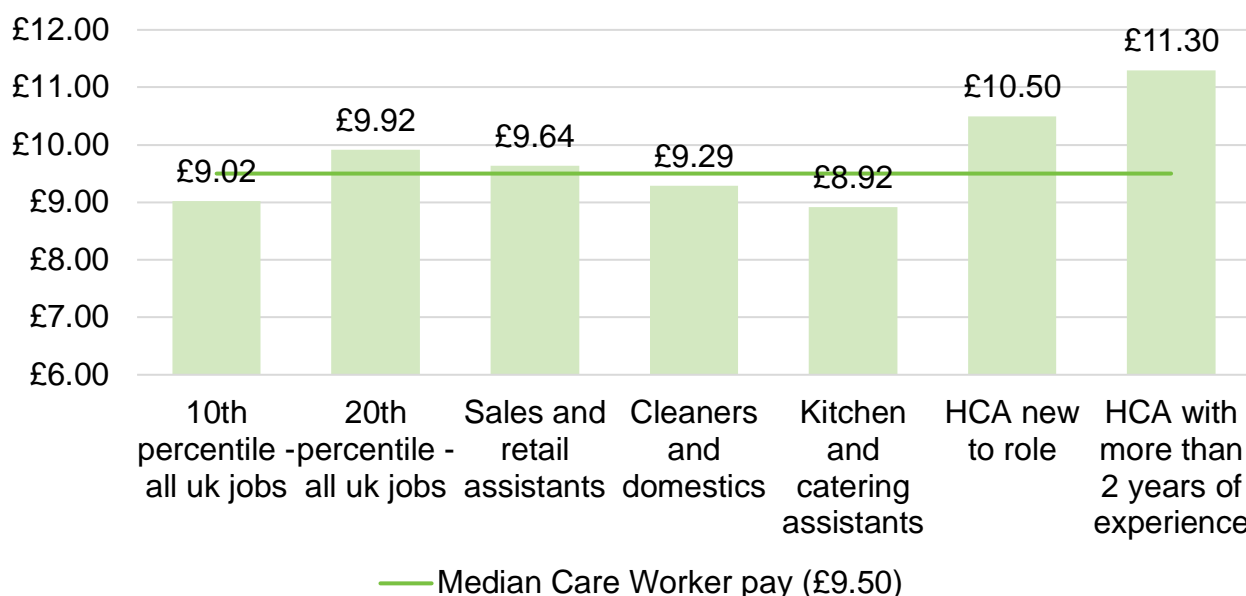 £12.00
£11.00
£10.00
£9.00
£8.00
£7.00
£6.00
£9.02
£9.92
£9.64
£9.29
£8.92
£10.50
£11.30
10th
percentile -
all uk jobs
20th
percentile -
all uk jobs
Sales and
retail
assistants
Cleaners
and
domestics
Kitchen
and
catering
assistants
HCA new
to role
HCA with
more than
2 years of
experience
Median Care Worker pay (£9.50)